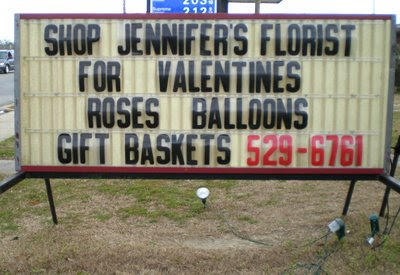 SHOP JENNIFER'S FLORIST
FOR VALENTINES
ROSES BALLOONS
GIFT BASKETS 529-6761